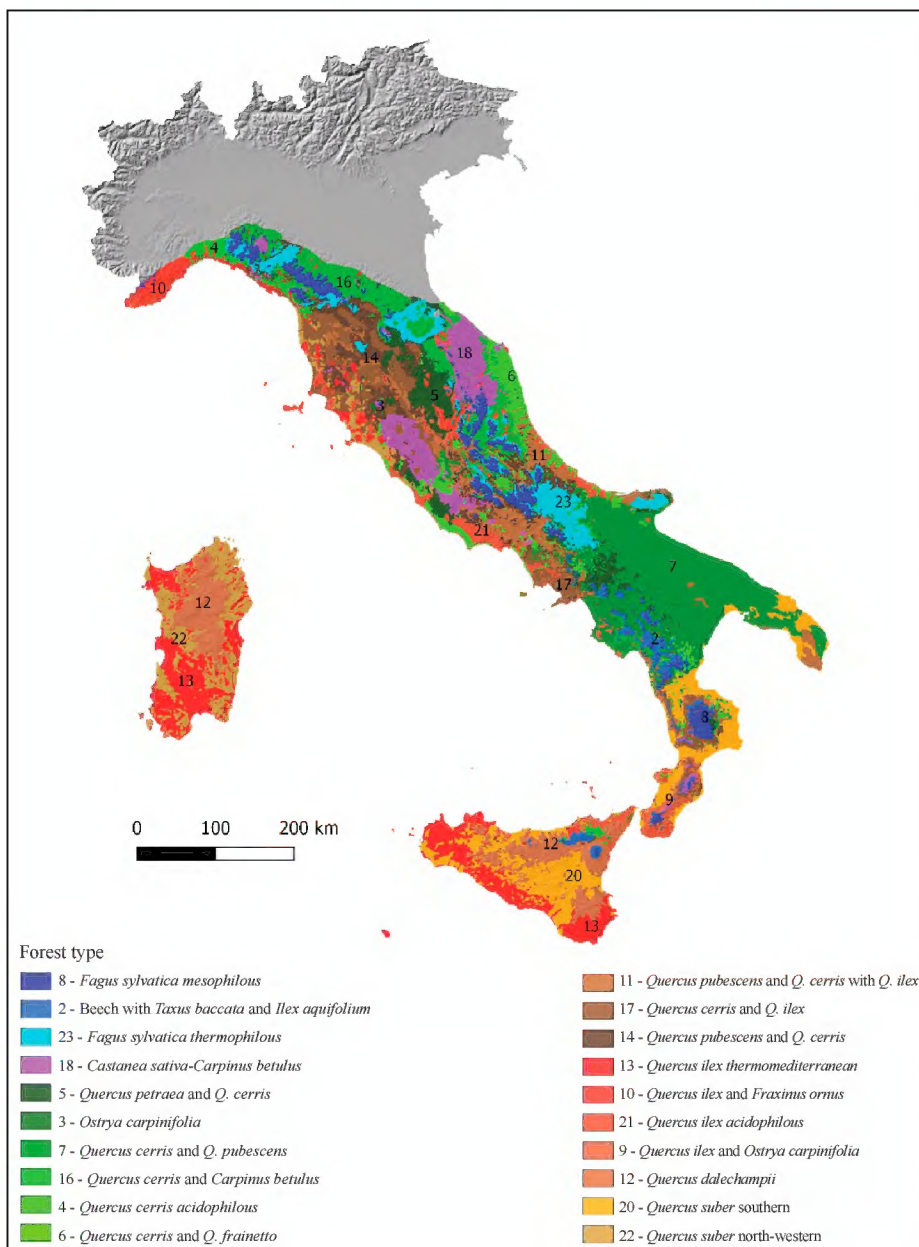 4
16
10
18
14
6
5
3
11
23
21
7
17
12
2
22
13
8
9
0 100 200 km
12
20
13
Forest type
8 - Fagus sylvatica mesophilous
2 - Beech with Taxus baccata and Ilex aquifolium
23 - Fagus sylvatica thermophilous
18 - Castanea sativa-Carpinus betulus
5 - Quercus petraea and Q. cerris
3 - Ostrya carpinifolia
7 - Quercus cerris and Q. pubescens
16 - Quercus cerris and Carpinus betulus
4 - Quercus cerris acidophilous
6 - Quercus cerris and Q. frainetto
11 - Quercus pubescens and Q. cerris with Q. ilex
17 - Quercus cerris and Q. ilex
14 - Quercus pubescens and Q. cerris
13 - Quercus ilex thermomediterranean
10 - Quercus ilex and Fraximus ornus
21 - Quercus ilex acidophilous
9 - Quercus ilex and Ostrya carpinifolia
12 - Quercus dalechampii
20 - Quercus suber southern
22 - Quercus suber north-western